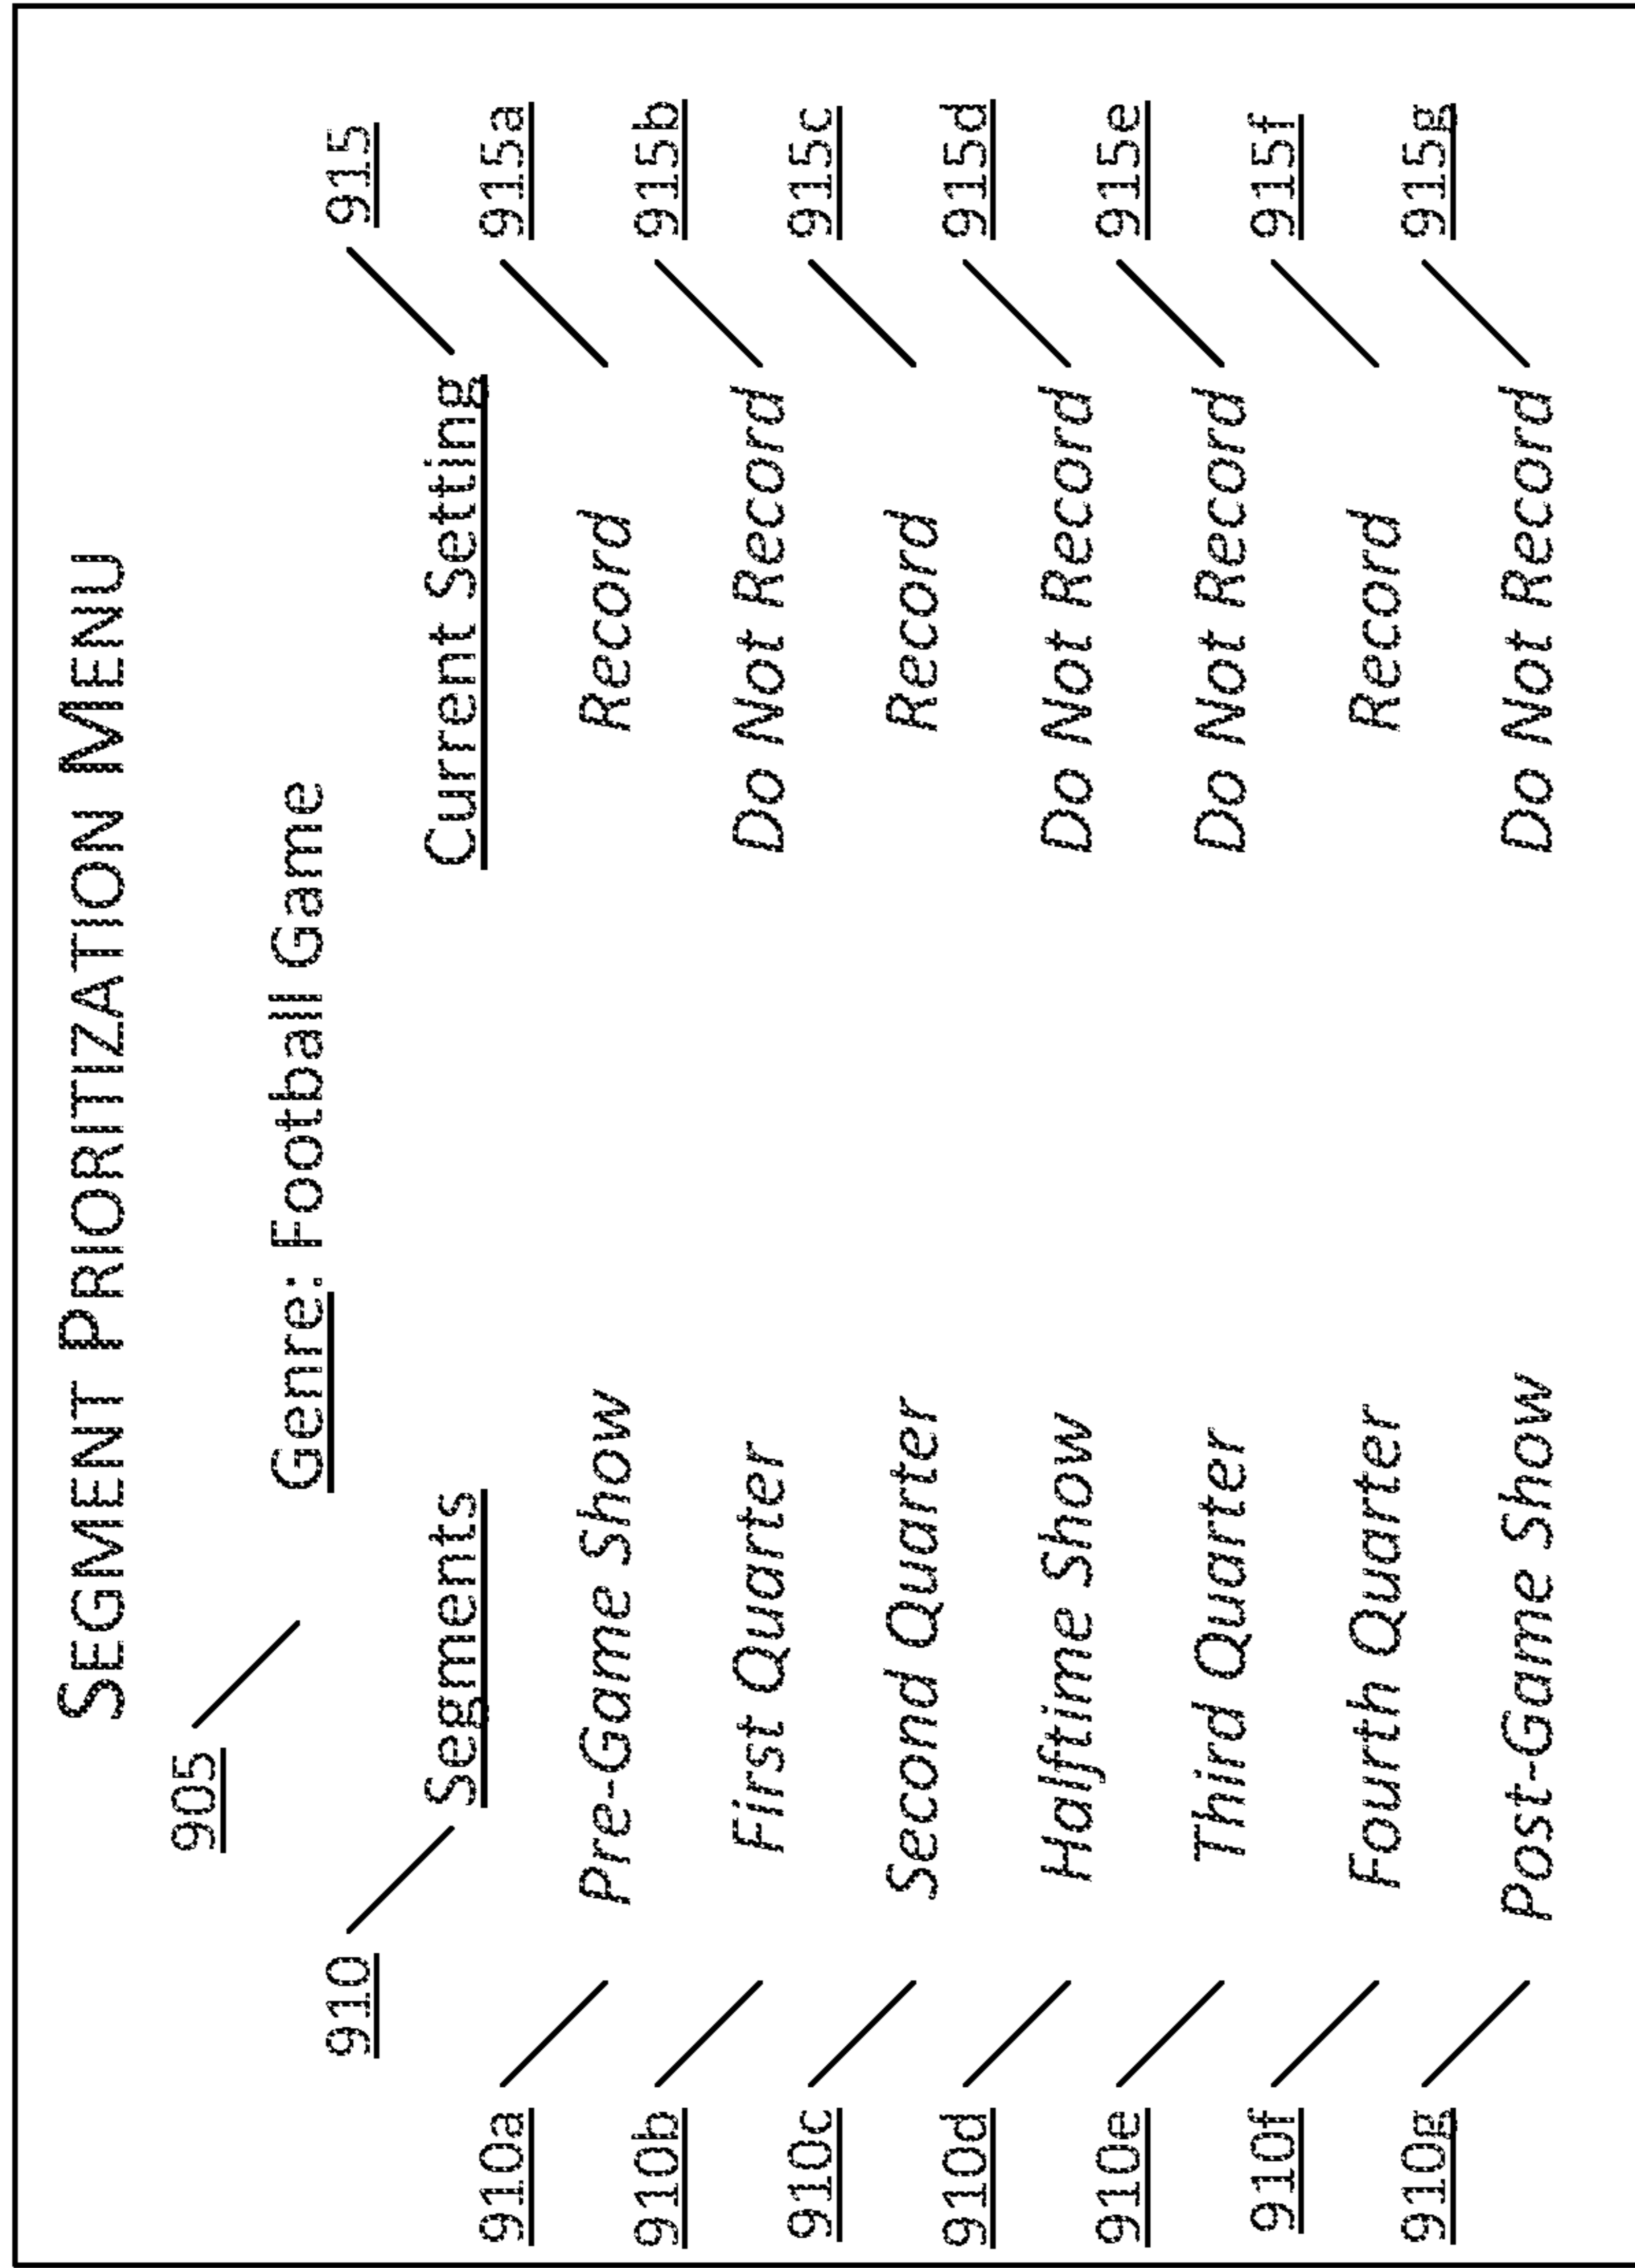 SEGMENT PRIORITIZATION MENU
905
Genre: Football Game
910 915
Segments Current Setting
910a 915a
Pre-Game Show Record
910b 915b
First Quarter Do Not Record
910c 915c
Second Quarter Record
910d 915d
Halftime Show Do Not Record
910e 915e
Third Quarter Do Not Record
910f 915f
Fourth Quarter Record
910g 915g
Post-Game Show Do Not Record